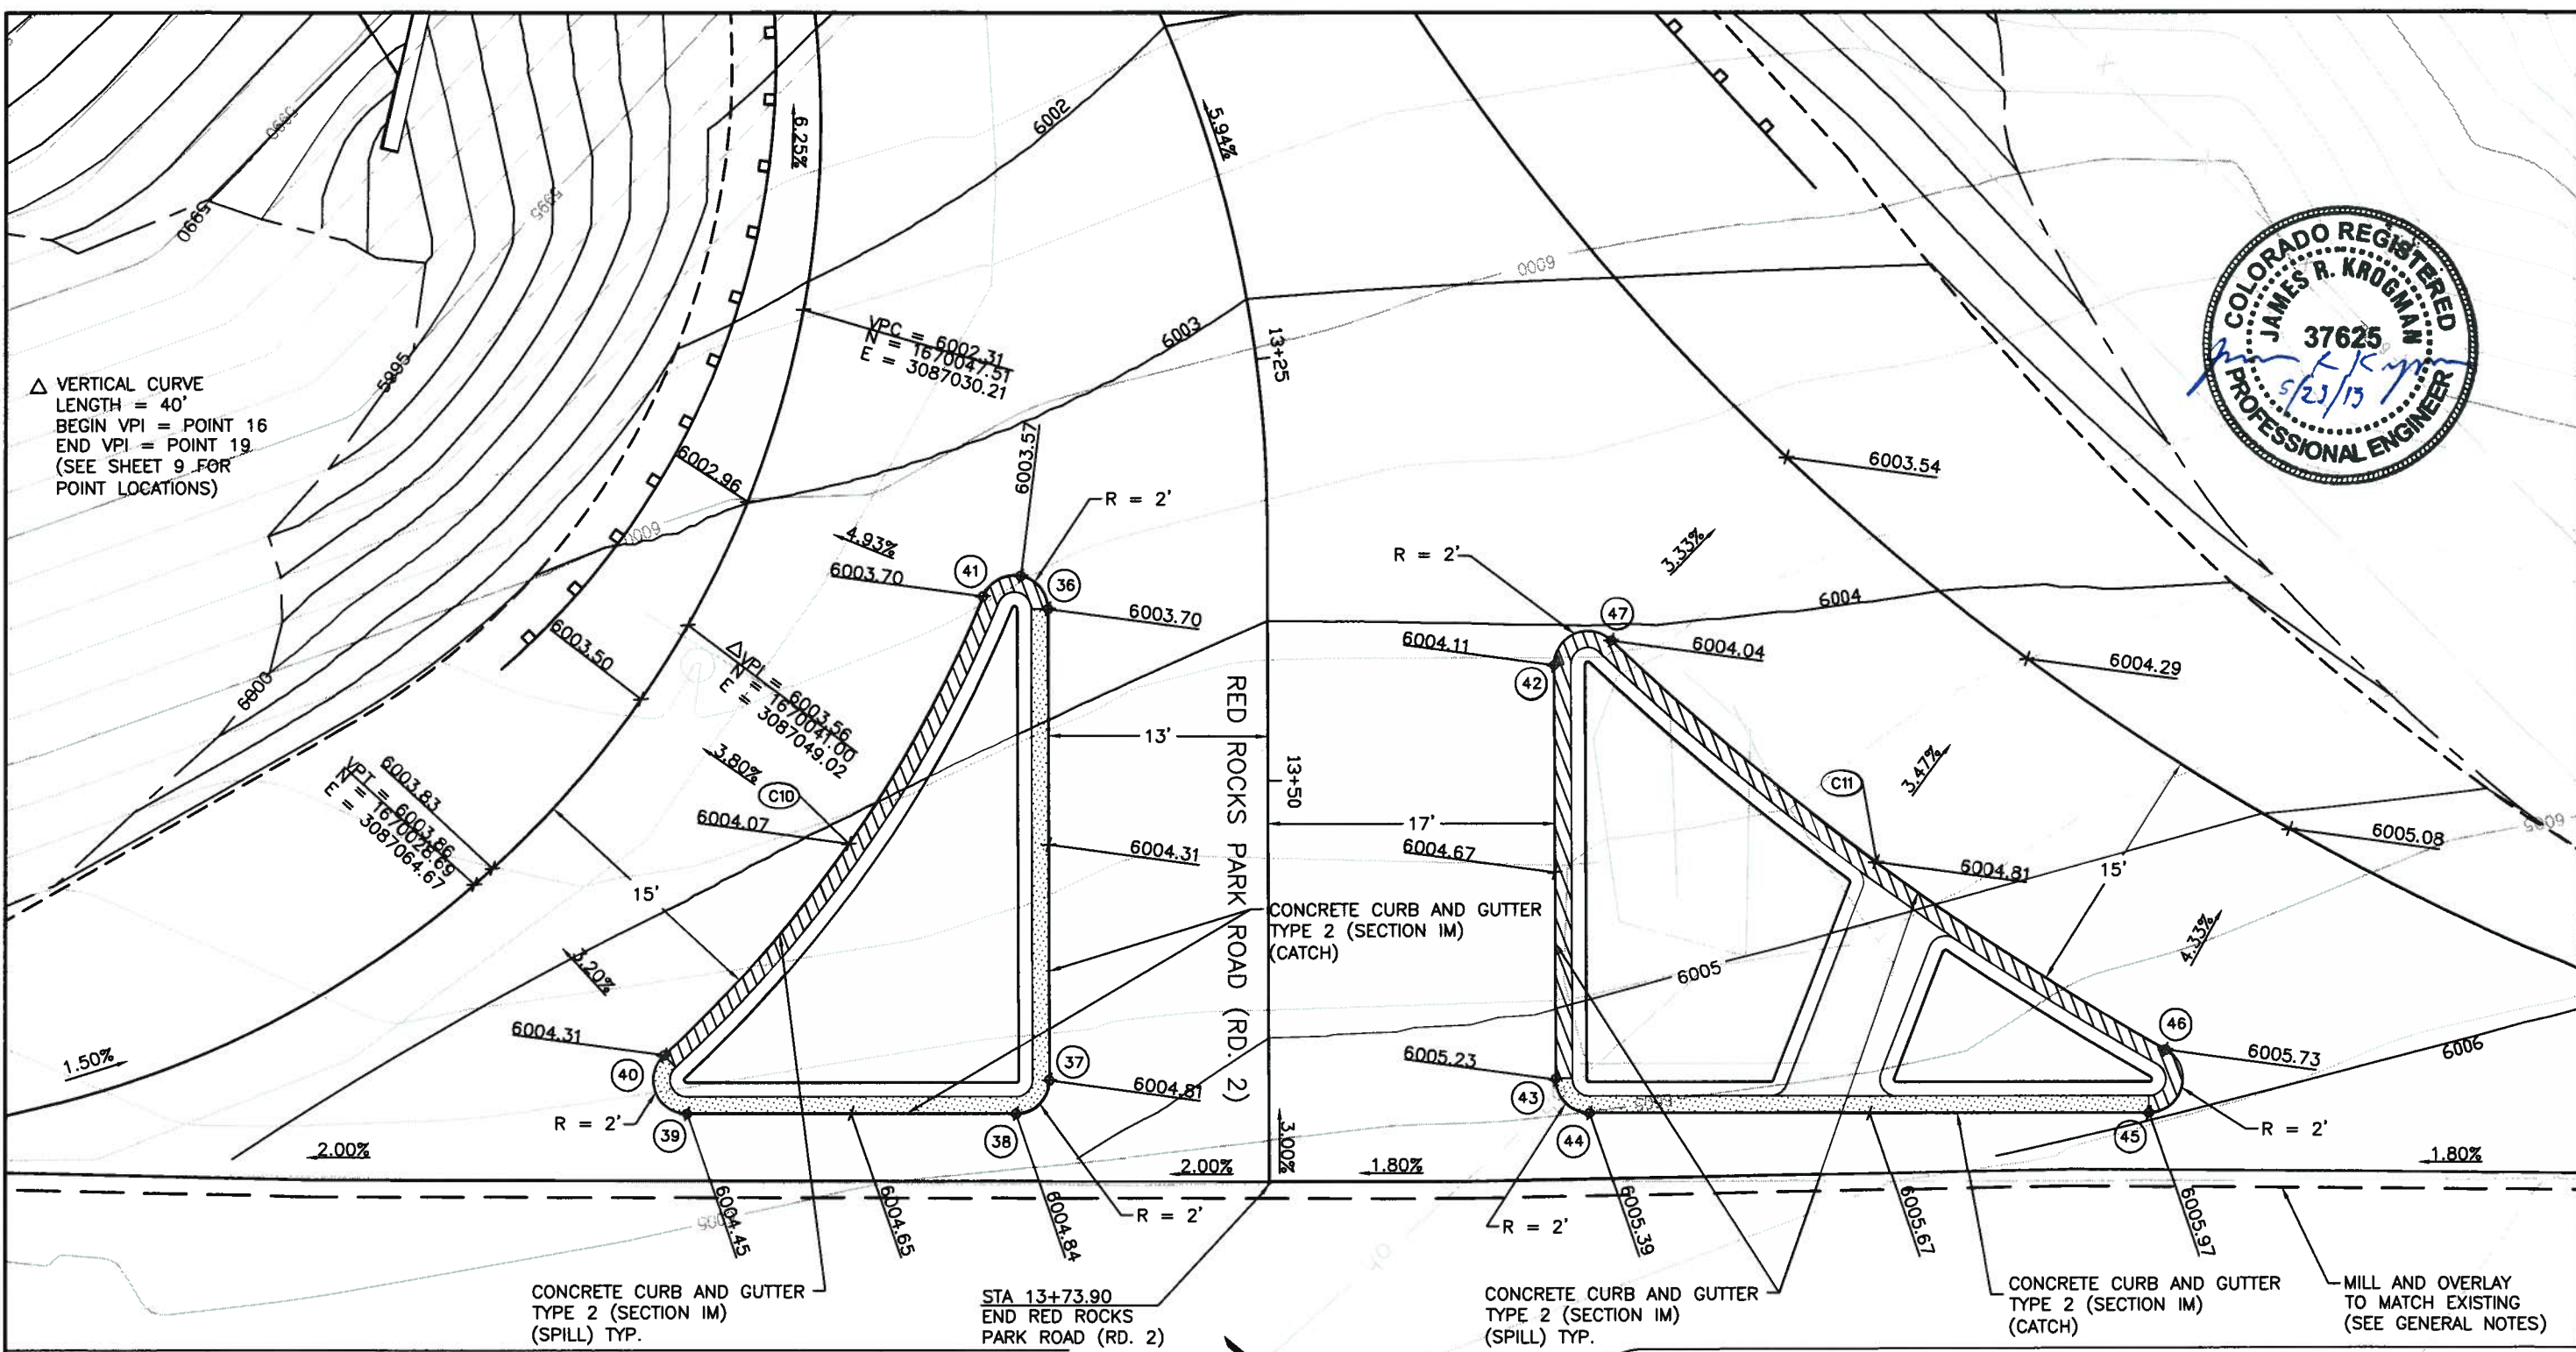 6002
5.94%
6.25%
5990
5990
5995
5995
6000
6000
6000
6000
COLORADO REGISTERED
JAMES R. KROGMAN
37625
5/23/13
PROFESSIONAL ENGINEER
VPC = 6002.31
N = 1670047.51
E = 3087030.21
6003
13+25
△ VERTICAL CURVE
LENGTH = 40'
BEGIN VPI = POINT 16
END VPI = POINT 19
(SEE SHEET 9 FOR
POINT LOCATIONS)
6002.96
6003.57
R = 2'
4.93%
6003.70
41
36
6003.70
6003.54
R = 2'
3.33%
6004
47
6004.11
6004.04
42
6004.29
6003.50
△VPI = 6003.56
N = 1670041.00
E = 3087049.02
3.80%
C10
6004.07
13'
RED ROCKS PARK ROAD (RD. 2)
13+50
17'
C11
3.47%
6003.83
VPT = 6003.86
N = 1670028.69
E = 3087064.67
15'
6004.31
6004.67
6004.81
15'
6005.08
6005
CONCRETE CURB AND GUTTER
TYPE 2 (SECTION IM)
(CATCH)
3.20%
6005
4.33%
6004.31
40
37
6004.81
6005.23
43
46
6005.73
6006
1.50%
R = 2'
39
38
44
45
R = 2'
2.00%
2.00%
3.00%
1.80%
1.80%
6005
6004.45
6004.65
6004.84
R = 2'
R = 2'
6005.39
6005.67
6005.97
CONCRETE CURB AND GUTTER
TYPE 2 (SECTION IM)
(SPILL) TYP.
STA 13+73.90
END RED ROCKS
PARK ROAD (RD. 2)
CONCRETE CURB AND GUTTER
TYPE 2 (SECTION IM)
(SPILL) TYP.
CONCRETE CURB AND GUTTER
TYPE 2 (SECTION IM)
(CATCH)
MILL AND OVERLAY
TO MATCH EXISTING
(SEE GENERAL NOTES)